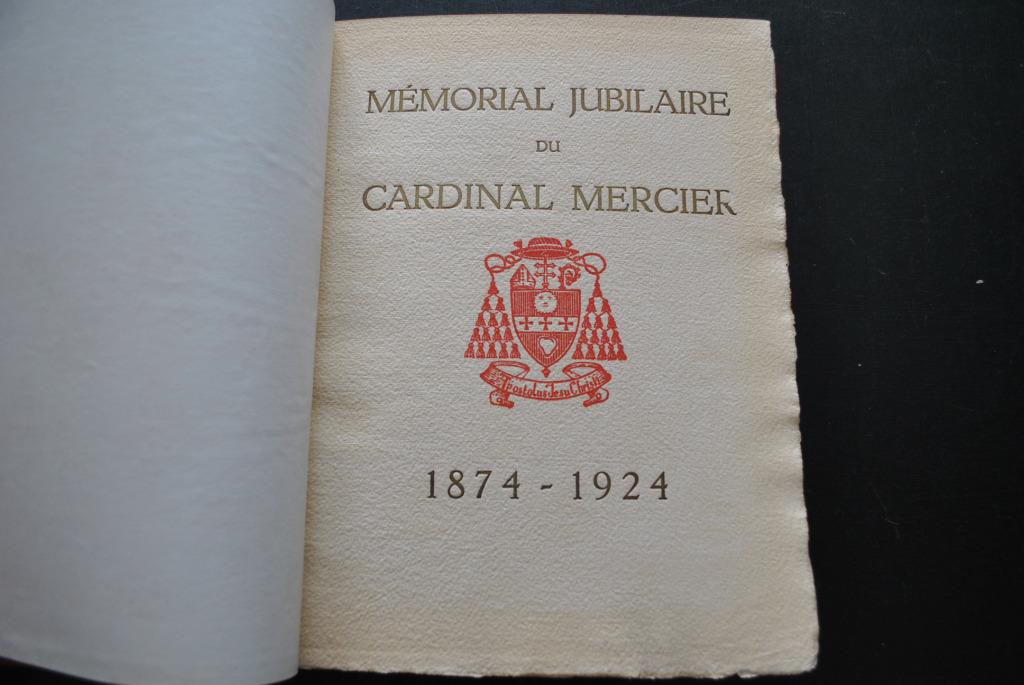 MÉMORIAL JUBILAIRE
DU
CARDINAL MERCIER
Apostolus Jesu Christi
1874 - 1924